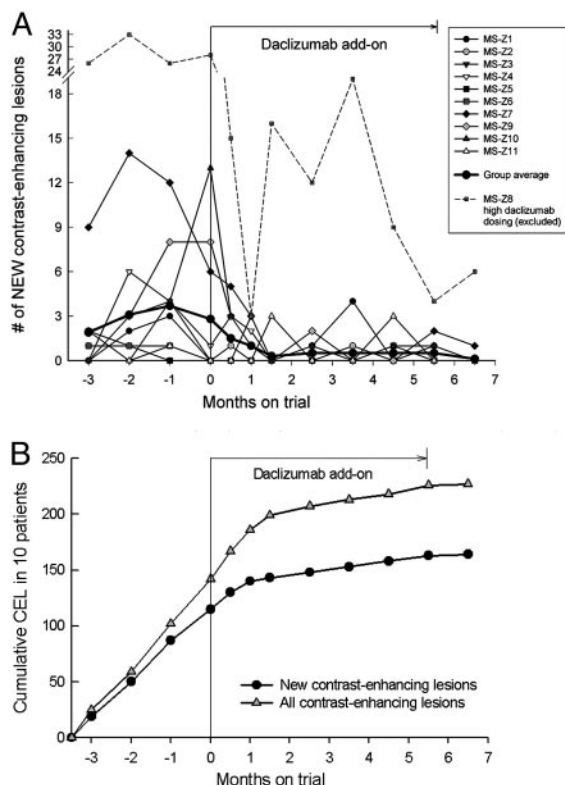 A
Daclizumab add-on
# of NEW contrast-enhancing lesions
33
30
27
24
18
15
12
9
6
3
0
-3 -2 -1 0 1 2 3 4 5 6 7
Months on trial
MS-Z1
MS-Z2
MS-Z3
MS-Z4
MS-Z5
MS-Z6
MS-Z7
MS-Z9
MS-Z10
MS-Z11
Group average
MS-Z8
high daclizumab
dosing (excluded)
B
Daclizumab add-on
Cumulative CEL in 10 patients
250
200
150
100
50
0
New contrast-enhancing lesions
All contrast-enhancing lesions
-3 -2 -1 0 1 2 3 4 5 6 7
Months on trial